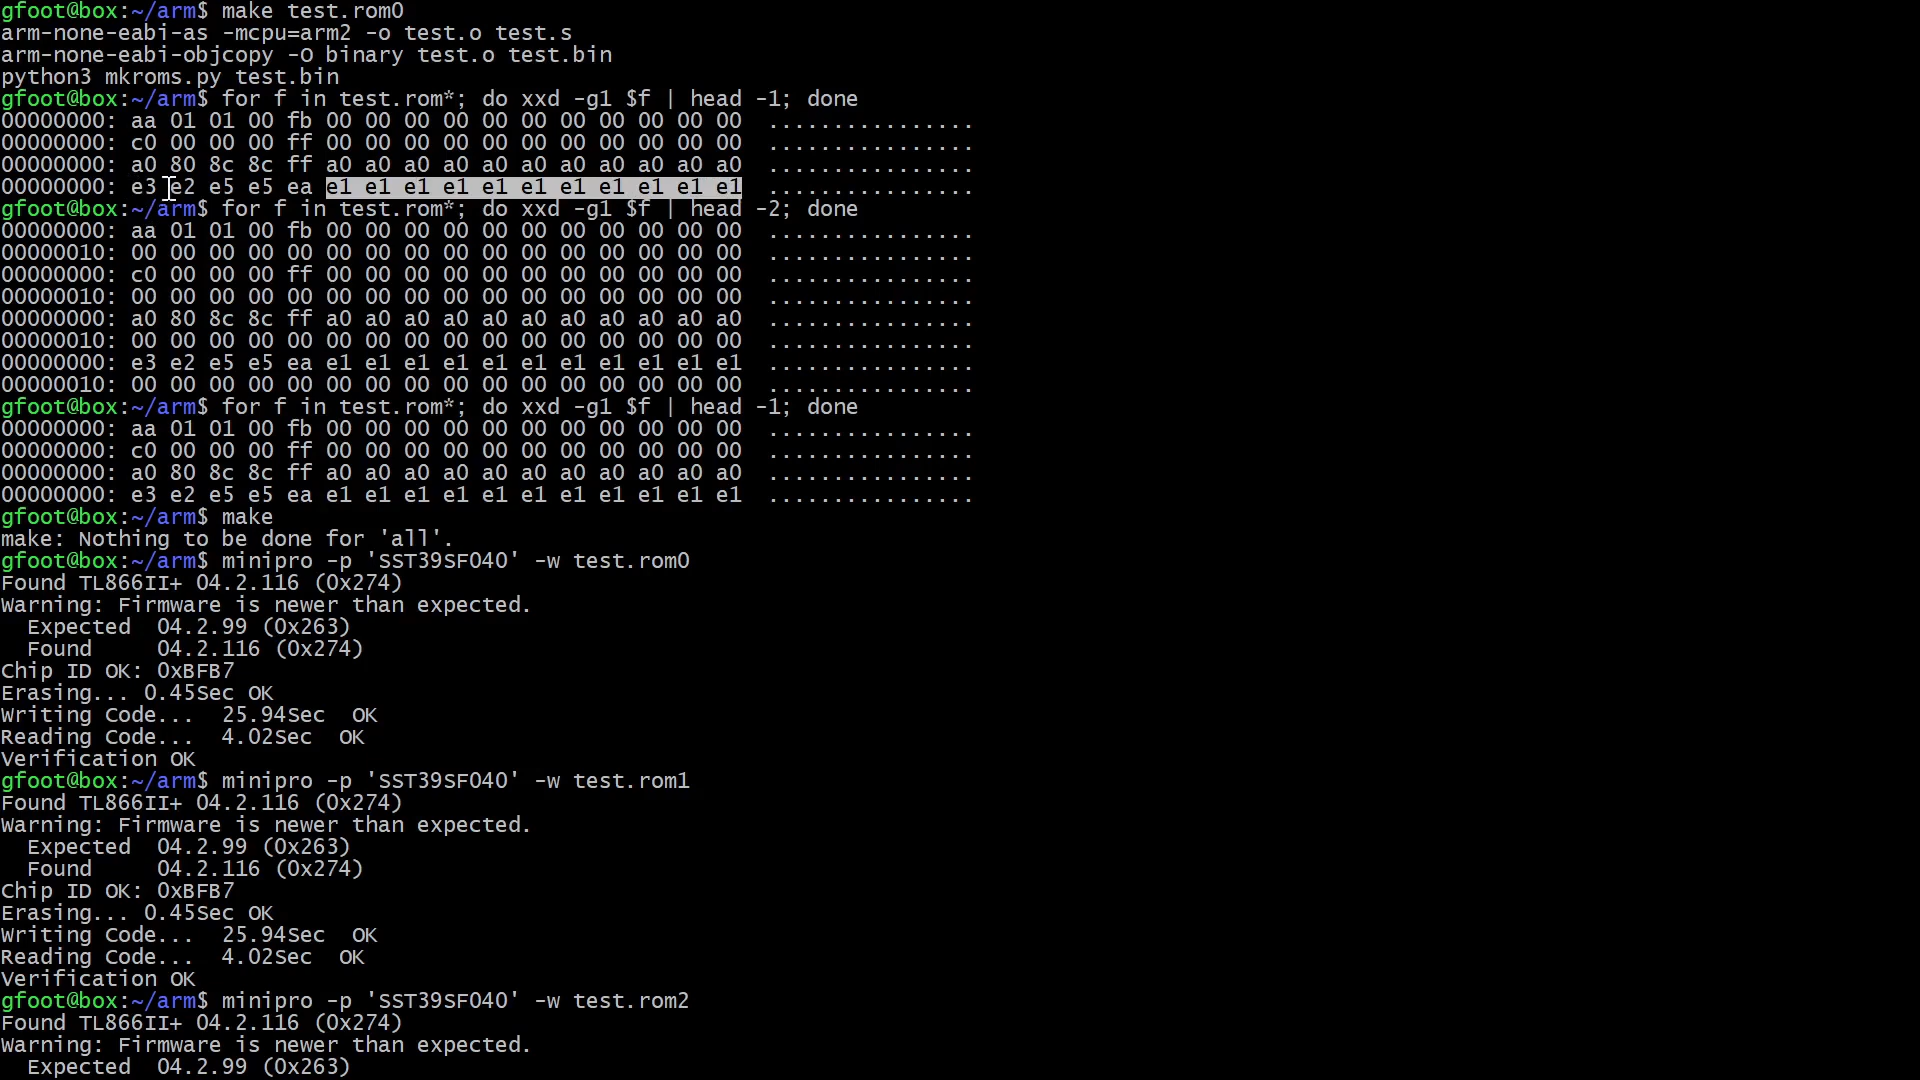 gfoot@box:~/arm$ make test.rom0
arm-none-eabi-as -mcpu=arm2 -o test.o test.s
arm-none-eabi-objcopy -O binary test.o test.bin
python3 mkroms.py test.bin
gfoot@box:~/arm$ for f in test.rom*; do xxd -g1 $f | head -1; done
00000000: aa 01 01 00 fb 00 00 00 00 00 00 00 00 00 00 00  ................
00000000: c0 00 00 00 ff 00 00 00 00 00 00 00 00 00 00 00  ................
00000000: a0 80 8c 8c ff a0 a0 a0 a0 a0 a0 a0 a0 a0 a0 a0  ................
00000000: e3 e2 e5 e5 ea e1 e1 e1 e1 e1 e1 e1 e1 e1 e1 e1  ................
gfoot@box:~/arm$ for f in test.rom*; do xxd -g1 $f | head -2; done
00000000: aa 01 01 00 fb 00 00 00 00 00 00 00 00 00 00 00  ................
00000010: 00 00 00 00 00 00 00 00 00 00 00 00 00 00 00 00  ................
00000000: c0 00 00 00 ff 00 00 00 00 00 00 00 00 00 00 00  ................
00000010: 00 00 00 00 00 00 00 00 00 00 00 00 00 00 00 00  ................
00000000: a0 80 8c 8c ff a0 a0 a0 a0 a0 a0 a0 a0 a0 a0 a0  ................
00000010: 00 00 00 00 00 00 00 00 00 00 00 00 00 00 00 00  ................
00000000: e3 e2 e5 e5 ea e1 e1 e1 e1 e1 e1 e1 e1 e1 e1 e1  ................
00000010: 00 00 00 00 00 00 00 00 00 00 00 00 00 00 00 00  ................
gfoot@box:~/arm$ for f in test.rom*; do xxd -g1 $f | head -1; done
00000000: aa 01 01 00 fb 00 00 00 00 00 00 00 00 00 00 00  ................
00000000: c0 00 00 00 ff 00 00 00 00 00 00 00 00 00 00 00  ................
00000000: a0 80 8c 8c ff a0 a0 a0 a0 a0 a0 a0 a0 a0 a0 a0  ................
00000000: e3 e2 e5 e5 ea e1 e1 e1 e1 e1 e1 e1 e1 e1 e1 e1  ................
gfoot@box:~/arm$ make
make: Nothing to be done for 'all'.
gfoot@box:~/arm$ minipro -p 'SST39SF040' -w test.rom0
Found TL866II+ 04.2.116 (0x274)
Warning: Firmware is newer than expected.
  Expected  04.2.99 (0x263)
  Found     04.2.116 (0x274)
Chip ID OK: 0xBFB7
Erasing... 0.45Sec OK
Writing Code...  25.94Sec  OK
Reading Code...  4.02Sec  OK
Verification OK
gfoot@box:~/arm$ minipro -p 'SST39SF040' -w test.rom1
Found TL866II+ 04.2.116 (0x274)
Warning: Firmware is newer than expected.
  Expected  04.2.99 (0x263)
  Found     04.2.116 (0x274)
Chip ID OK: 0xBFB7
Erasing... 0.45Sec OK
Writing Code...  25.94Sec  OK
Reading Code...  4.02Sec  OK
Verification OK
gfoot@box:~/arm$ minipro -p 'SST39SF040' -w test.rom2
Found TL866II+ 04.2.116 (0x274)
Warning: Firmware is newer than expected.
  Expected  04.2.99 (0x263)